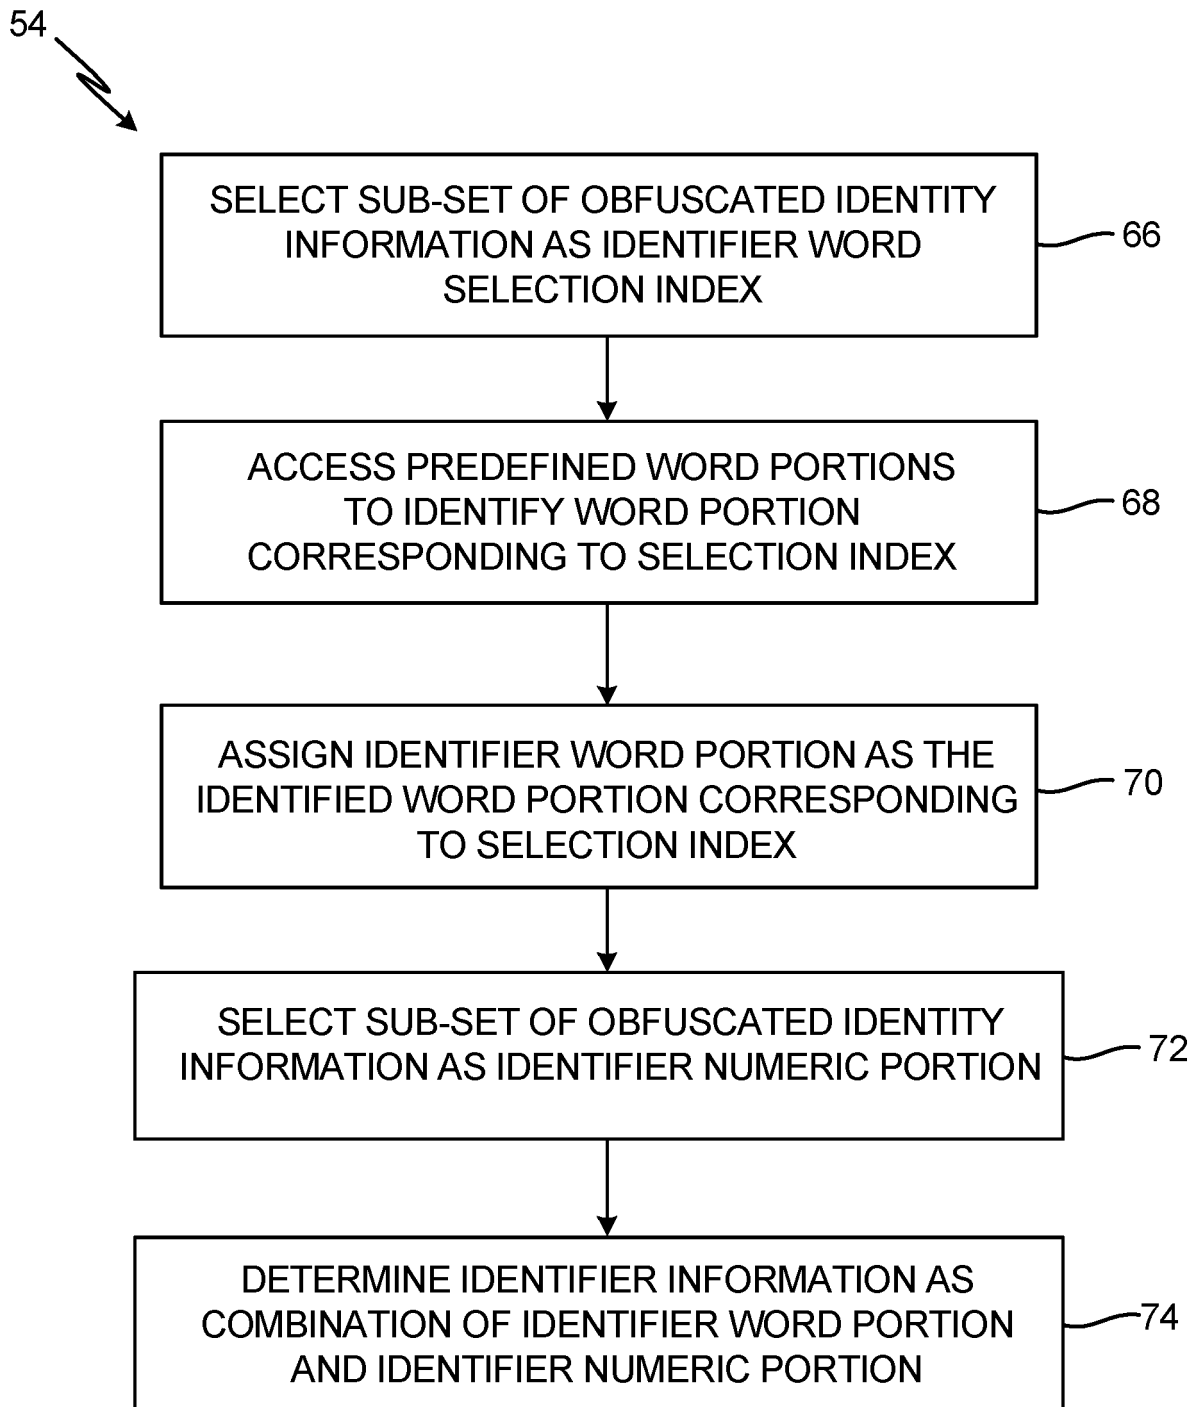 54
SELECT SUB-SET OF OBFUSCATED IDENTITY
INFORMATION AS IDENTIFIER WORD
SELECTION INDEX
66
ACCESS PREDEFINED WORD PORTIONS
TO IDENTIFY WORD PORTION
CORRESPONDING TO SELECTION INDEX
68
ASSIGN IDENTIFIER WORD PORTION AS THE
IDENTIFIED WORD PORTION CORRESPONDING
TO SELECTION INDEX
70
SELECT SUB-SET OF OBFUSCATED IDENTITY
INFORMATION AS IDENTIFIER NUMERIC PORTION
72
DETERMINE IDENTIFIER INFORMATION AS
COMBINATION OF IDENTIFIER WORD PORTION
AND IDENTIFIER NUMERIC PORTION
74